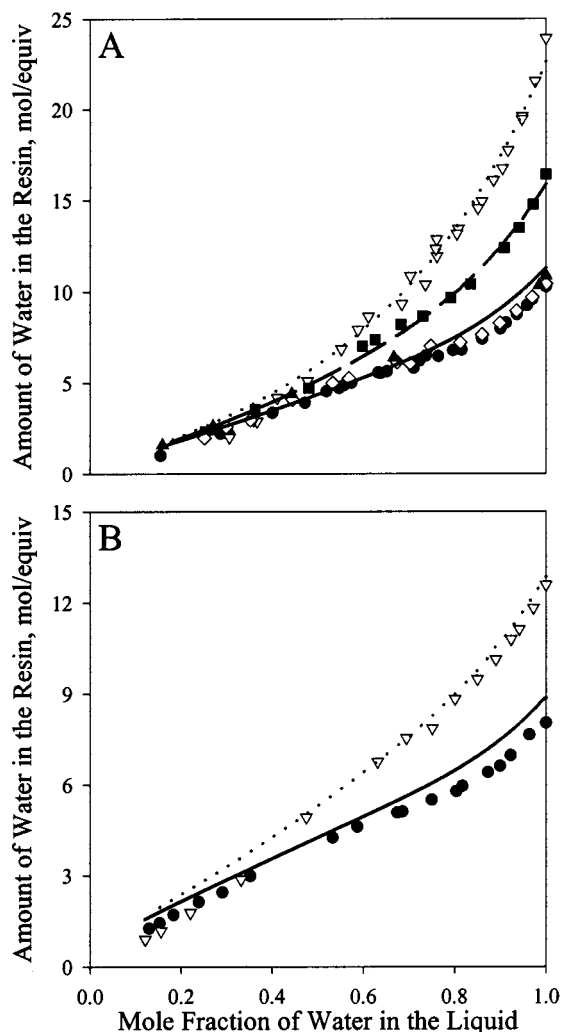 A
25
20
15
10
5
0
Amount of Water in the Resin, mol/equiv
B
15
12
9
6
3
0
Amount of Water in the Resin, mol/equiv
0.0 0.2 0.4 0.6 0.8 1.0
Mole Fraction of Water in the Liquid